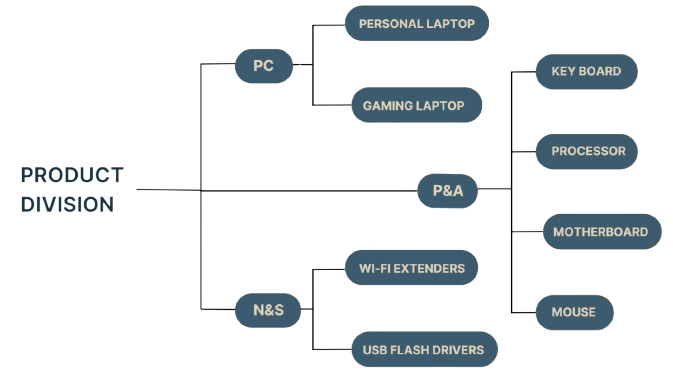 PRODUCT
DIVISION
PC
PERSONAL LAPTOP
GAMING LAPTOP
P&A
KEY BOARD
PROCESSOR
MOTHERBOARD
MOUSE
N&S
WI-FI EXTENDERS
USB FLASH DRIVERS